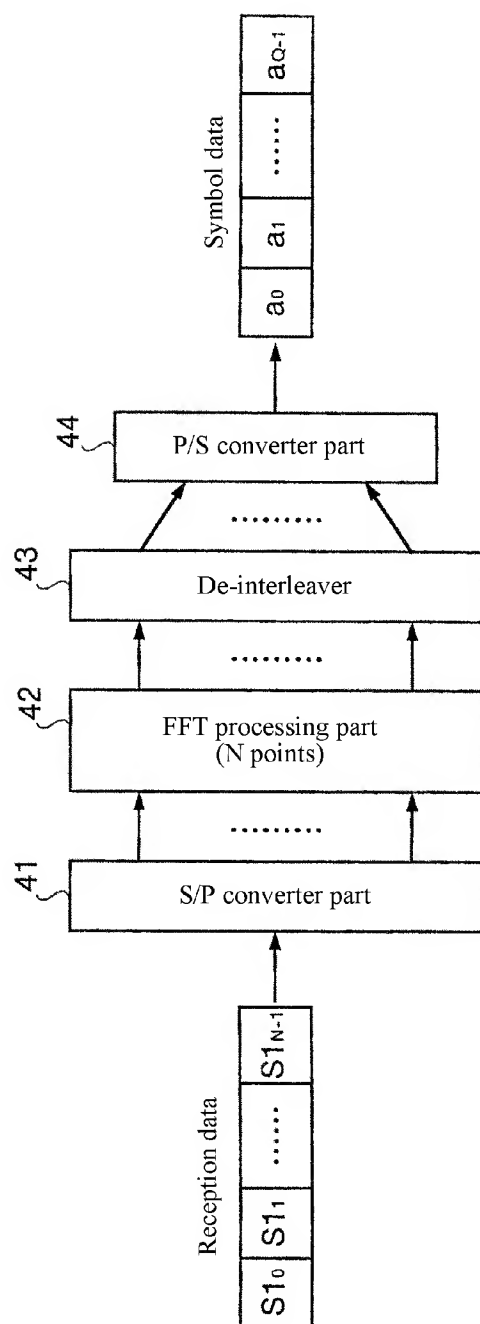 Reception data
S1₀ S1₁ ...... S1N-1
41
S/P converter part
.........
42
FFT processing part
(N points)
.........
43
De-interleaver
.........
44
P/S converter part
Symbol data
a₀ a₁ ...... aQ-1